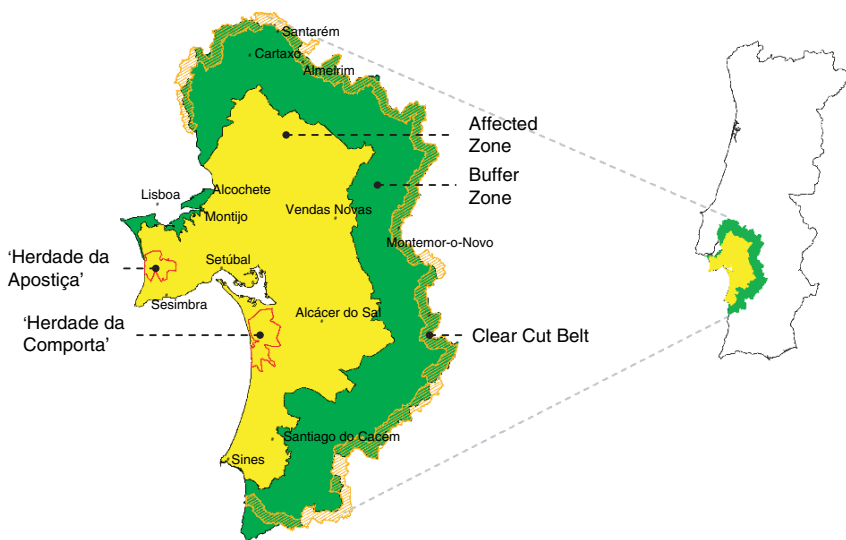 Santarém
Cartaxo
Almeirim
Affected
Zone
Buffer
Zone
Lisboa
Alcochete
Montijo
Vendas Novas
Montemor-o-Novo
‘Herdade da
Apostiça’
Setúbal
Sesimbra
‘Herdade da
Comporta’
Alcácer do Sal
Clear Cut Belt
Santiago do Cacém
Sines